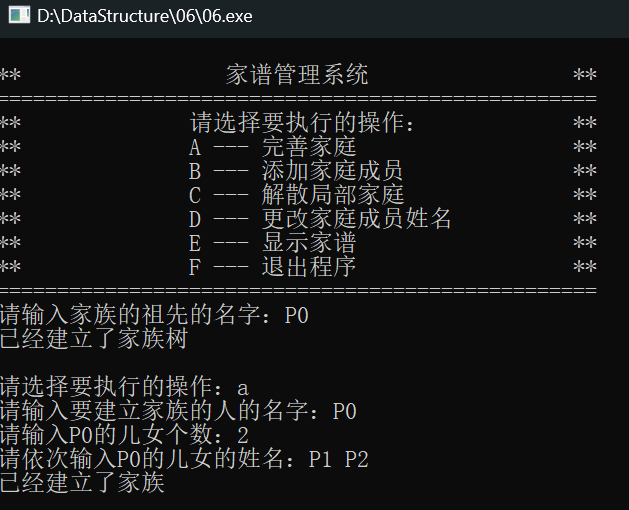 D:\DataStructure\06\06.exe
** 家谱管理系统 **
==================================================
** 请选择要执行的操作： **
** A --- 完善家庭 **
** B --- 添加家庭成员 **
** C --- 解散局部家庭 **
** D --- 更改家庭成员姓名 **
** E --- 显示家谱 **
** F --- 退出程序 **
==================================================
请输入家族的祖先的名字：P0
已经建立了家族树
请选择要执行的操作：a
请输入要建立家族的人的名字：P0
请输入P0的儿女个数：2
请依次输入P0的儿女的姓名：P1 P2
已经建立了家族